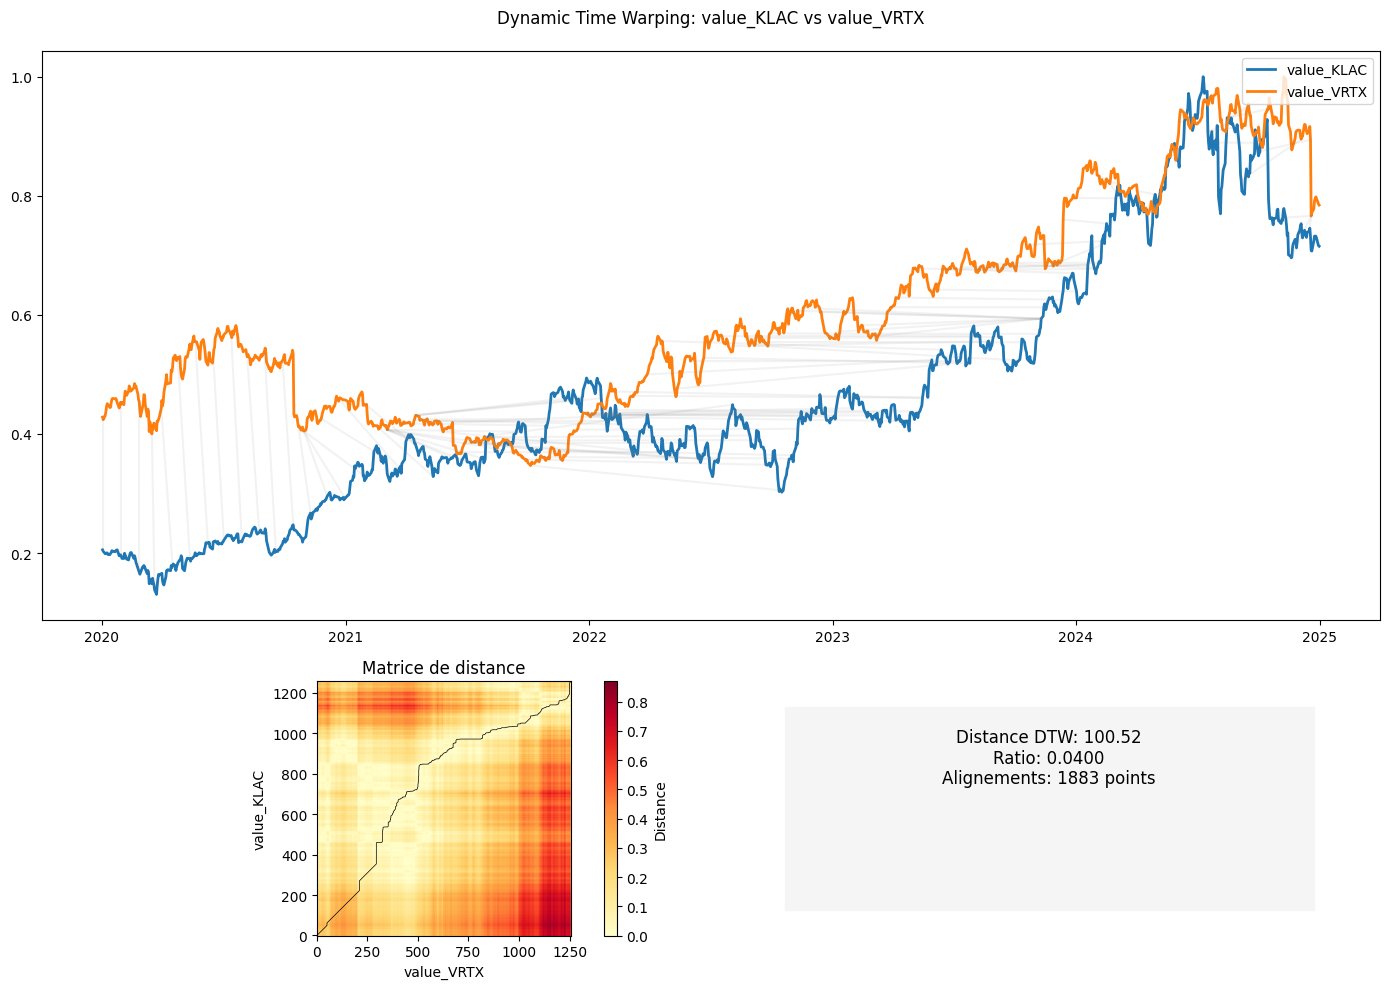 Dynamic Time Warping: value_KLAC vs value_VRTX
value_KLAC
value_VRTX
1.0
0.8
0.6
0.4
0.2
2020 2021 2022 2023 2024 2025
Matrice de distance
value_KLAC
1200
1000
800
600
400
200
0
0 250 500 750 1000 1250
value_VRTX
0.8
0.7
0.6
0.5
0.4
0.3
0.2
0.1
0.0
Distance
Distance DTW: 100.52
Ratio: 0.0400
Alignements: 1883 points